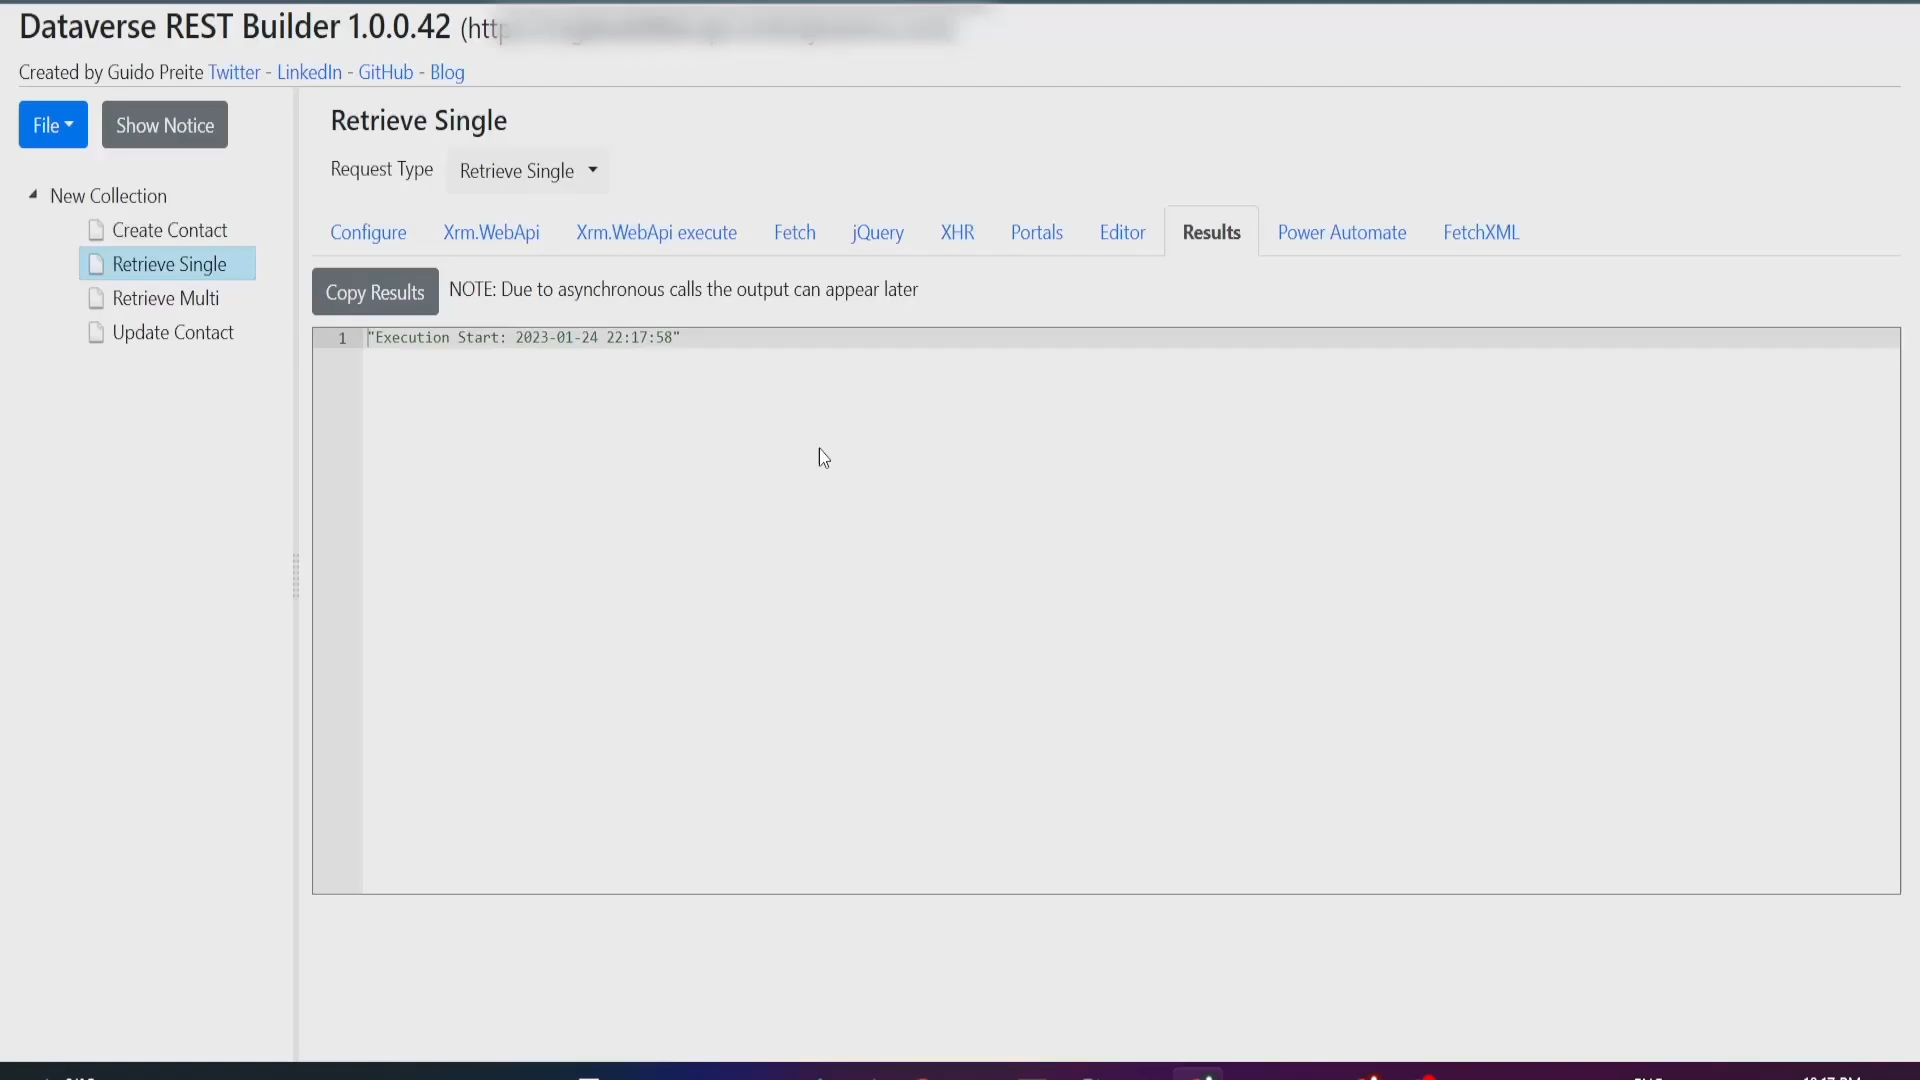 Dataverse REST Builder 1.0.0.42 (http
Created by Guido Preite Twitter - LinkedIn - GitHub - Blog
File Show Notice
New Collection
Create Contact
Retrieve Single
Retrieve Multi
Update Contact
Retrieve Single
Request Type Retrieve Single
Configure Xrm.WebApi Xrm.WebApi execute Fetch jQuery XHR Portals Editor Results Power Automate FetchXML
Copy Results NOTE: Due to asynchronous calls the output can appear later
1 "Execution Start: 2023-01-24 22:17:58"